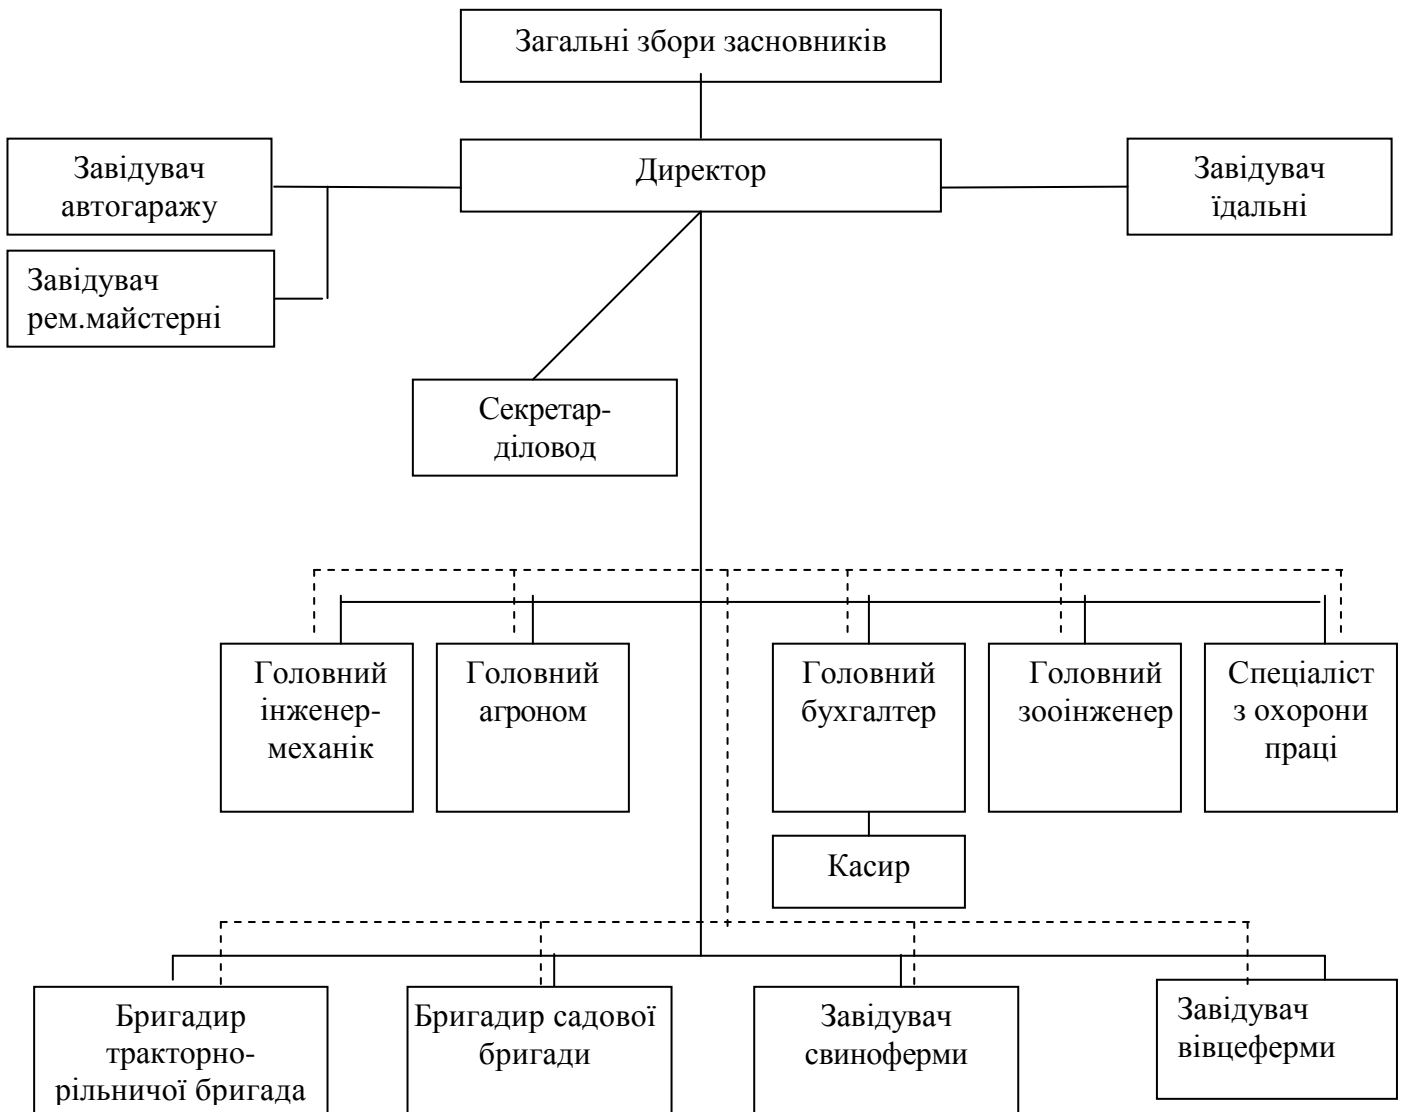 Загальні збори засновників
Завідувач
автогаражу
Директор
Завідувач
їдальні
Завідувач
рем.майстерні
Секретар-
діловод
Головний
інженер-
механік
Головний
агроном
Головний
бухгалтер
Головний
зооінженер
Спеціаліст
з охорони
праці
Касир
Бригадир
тракторно-
рільничої бригада
Бригадир садової
бригади
Завідувач
свиноферми
Завідувач
вівцеферми